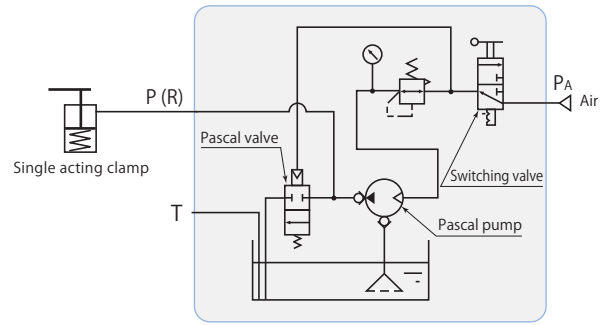 P (R)
PA
Air
Pascal valve
Single acting clamp
Switching valve
T
Pascal pump